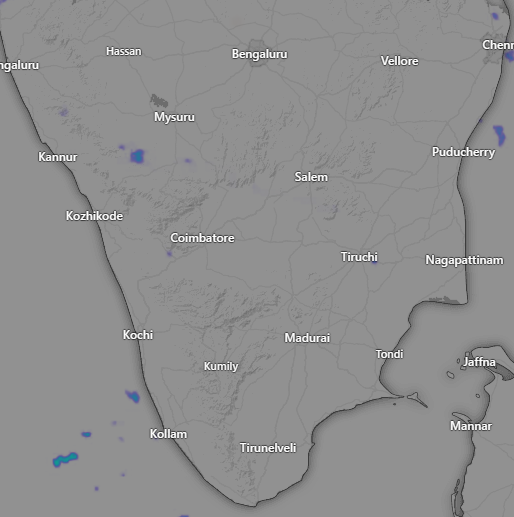 Hassan
Bengaluru
Chenn
ngaluru
Vellore
Mysuru
Kannur
Puducherry
Salem
Kozhikode
Coimbatore
Tiruchi
Nagapattinam
Kochi
Madurai
Tondi
Jaffna
Kumily
Mannar
Kollam
Tirunelveli